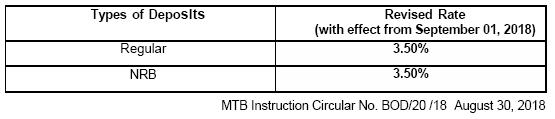 Types of Deposits
Revised Rate
(with effect from September 01, 2018)
Regular
3.50%
NRB
3.50%
MTB Instruction Circular No. BOD/20 /18 August 30, 2018